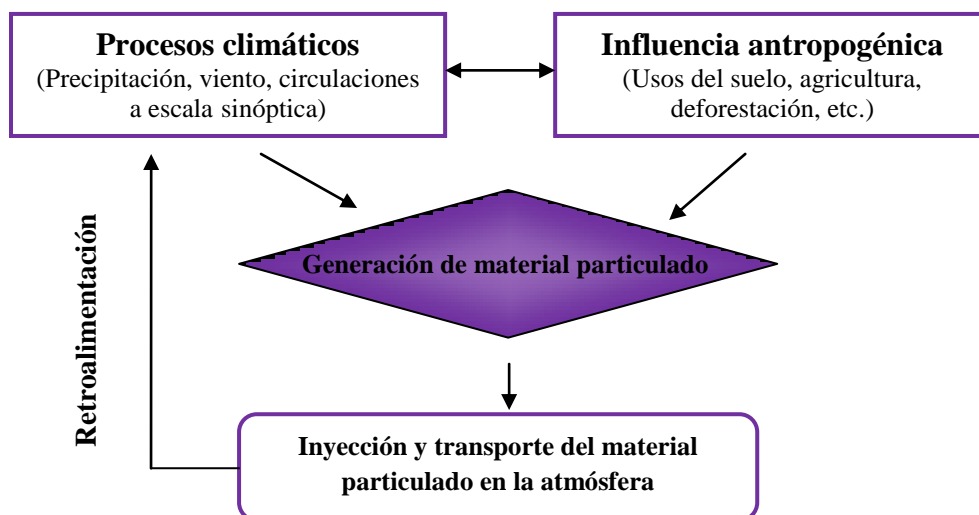 Procesos climáticos
(Precipitación, viento, circulaciones
a escala sinóptica)
Influencia antropogénica
(Usos del suelo, agricultura,
deforestación, etc.)
Generación de material particulado
Retroalimentación
Inyección y transporte del material
particulado en la atmósfera